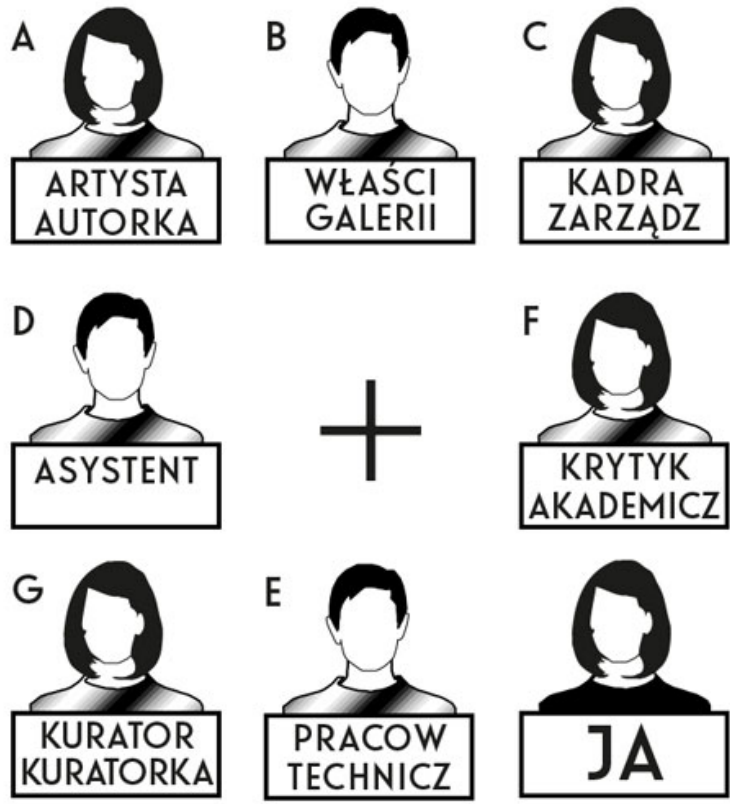 A
ARTYSTA
AUTORKA
B
WŁAŚCI
GALERII
C
KADRA
ZARZĄDZ
D
ASYSTENT
F
KRYTYK
AKADEMICZ
G
KURATOR
KURATORKA
E
PRACOW
TECHNICZ
JA